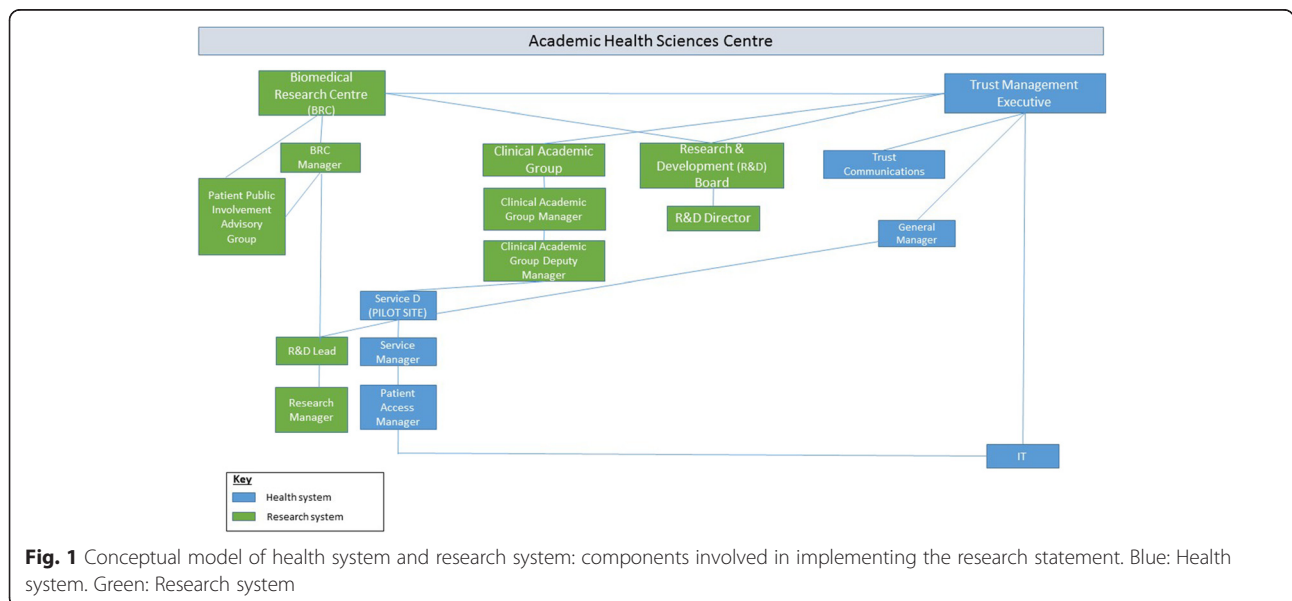 Academic Health Sciences Centre
Biomedical
Research Centre
(BRC)
Trust Management
Executive
BRC
Manager
Patient Public
Involvement
Advisory
Group
Clinical Academic
Group
Clinical Academic
Group Manager
Clinical Academic
Group Deputy
Manager
Research &
Development (R&D)
Board
R&D Director
Trust
Communications
General
Manager
Service D
(PILOT SITE)
Service
Manager
Patient
Access
Manager
R&D Lead
Research
Manager
IT
Key
Health system
Research system
Fig. 1 Conceptual model of health system and research system: components involved in implementing the research statement. Blue: Health
system. Green: Research system